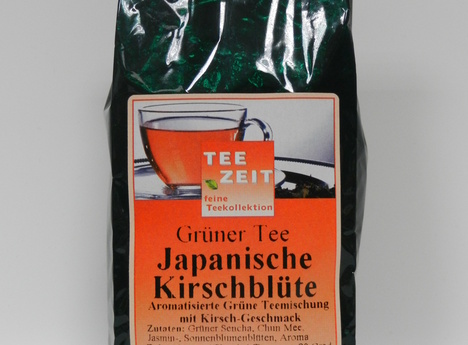 TEE
ZEIT
feine
Teekollektion
Grüner Tee
Japanische
Kirschblüte
Aromatisierte Grüne Teemischung
mit Kirsch-Geschmack
Zutaten: Grüner Sencha, Chun Mee,
Jasmin-, Sonnenblumenblüten, Aroma